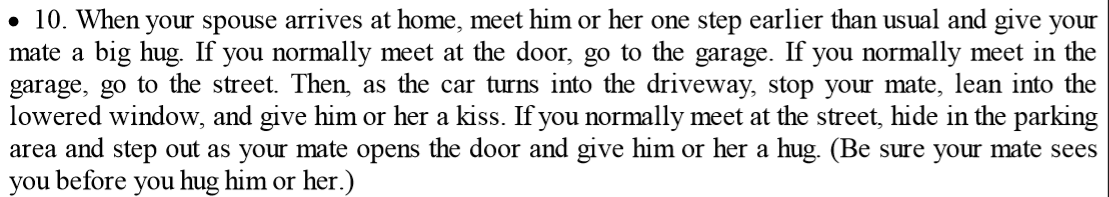 • 10. When your spouse arrives at home, meet him or her one step earlier than usual and give your
mate a big hug. If you normally meet at the door, go to the garage. If you normally meet in the
garage, go to the street. Then, as the car turns into the driveway, stop your mate, lean into the
lowered window, and give him or her a kiss. If you normally meet at the street, hide in the parking
area and step out as your mate opens the door and give him or her a hug. (Be sure your mate sees
you before you hug him or her.)